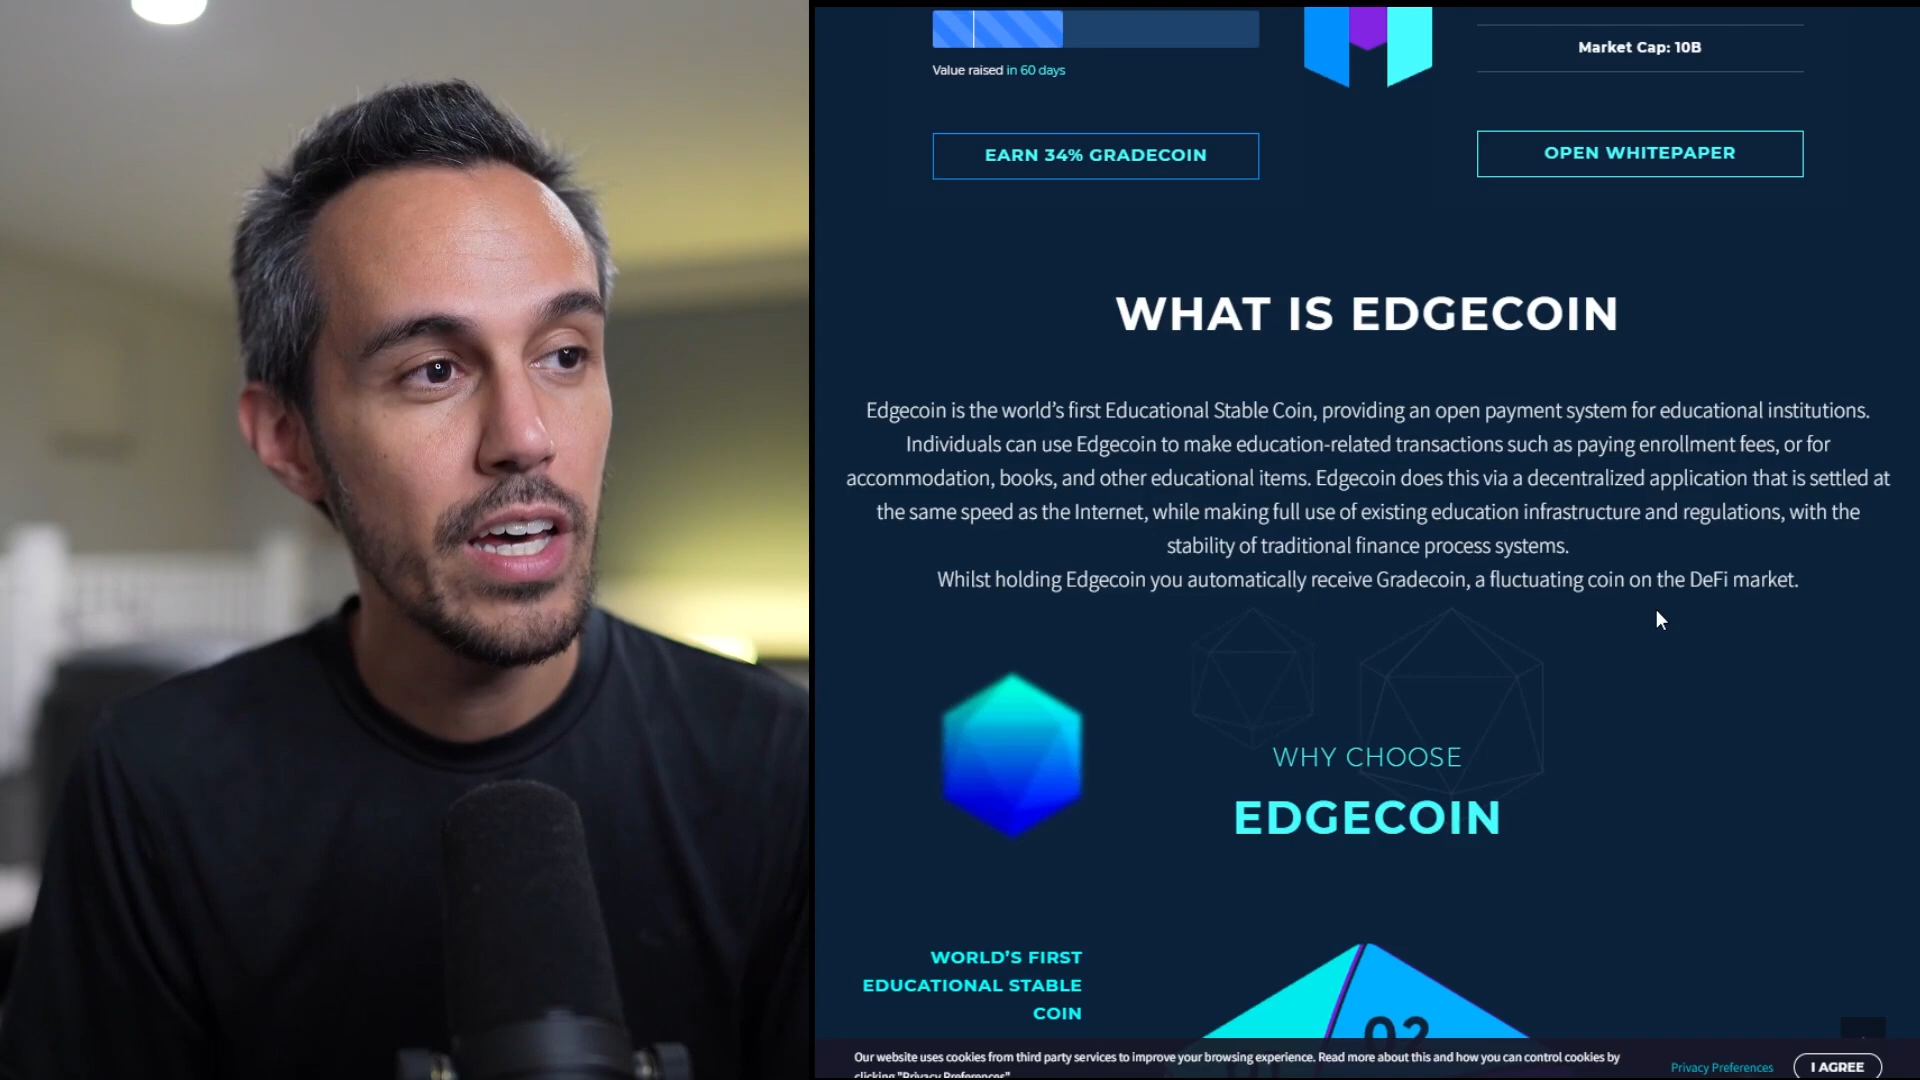 Market Cap: 10B
Value raised in 60 days
EARN 34% GRADECOIN
OPEN WHITEPAPER
WHAT IS EDGECOIN
Edgecoin is the world’s first Educational Stable Coin, providing an open payment system for educational institutions.
Individuals can use Edgecoin to make education-related transactions such as paying enrollment fees, or for
accommodation, books, and other educational items. Edgecoin does this via a decentralized application that is settled at
the same speed as the Internet, while making full use of existing education infrastructure and regulations, with the
stability of traditional finance process systems.
Whilst holding Edgecoin you automatically receive Gradecoin, a fluctuating coin on the DeFi market.
WHY CHOOSE
EDGECOIN
WORLD’S FIRST
EDUCATIONAL STABLE
COIN
02
Our website uses cookies from third party services to improve your browsing experience. Read more about this and how you can control cookies by
clicking "Privacy Preferences"
Privacy Preferences
I AGREE